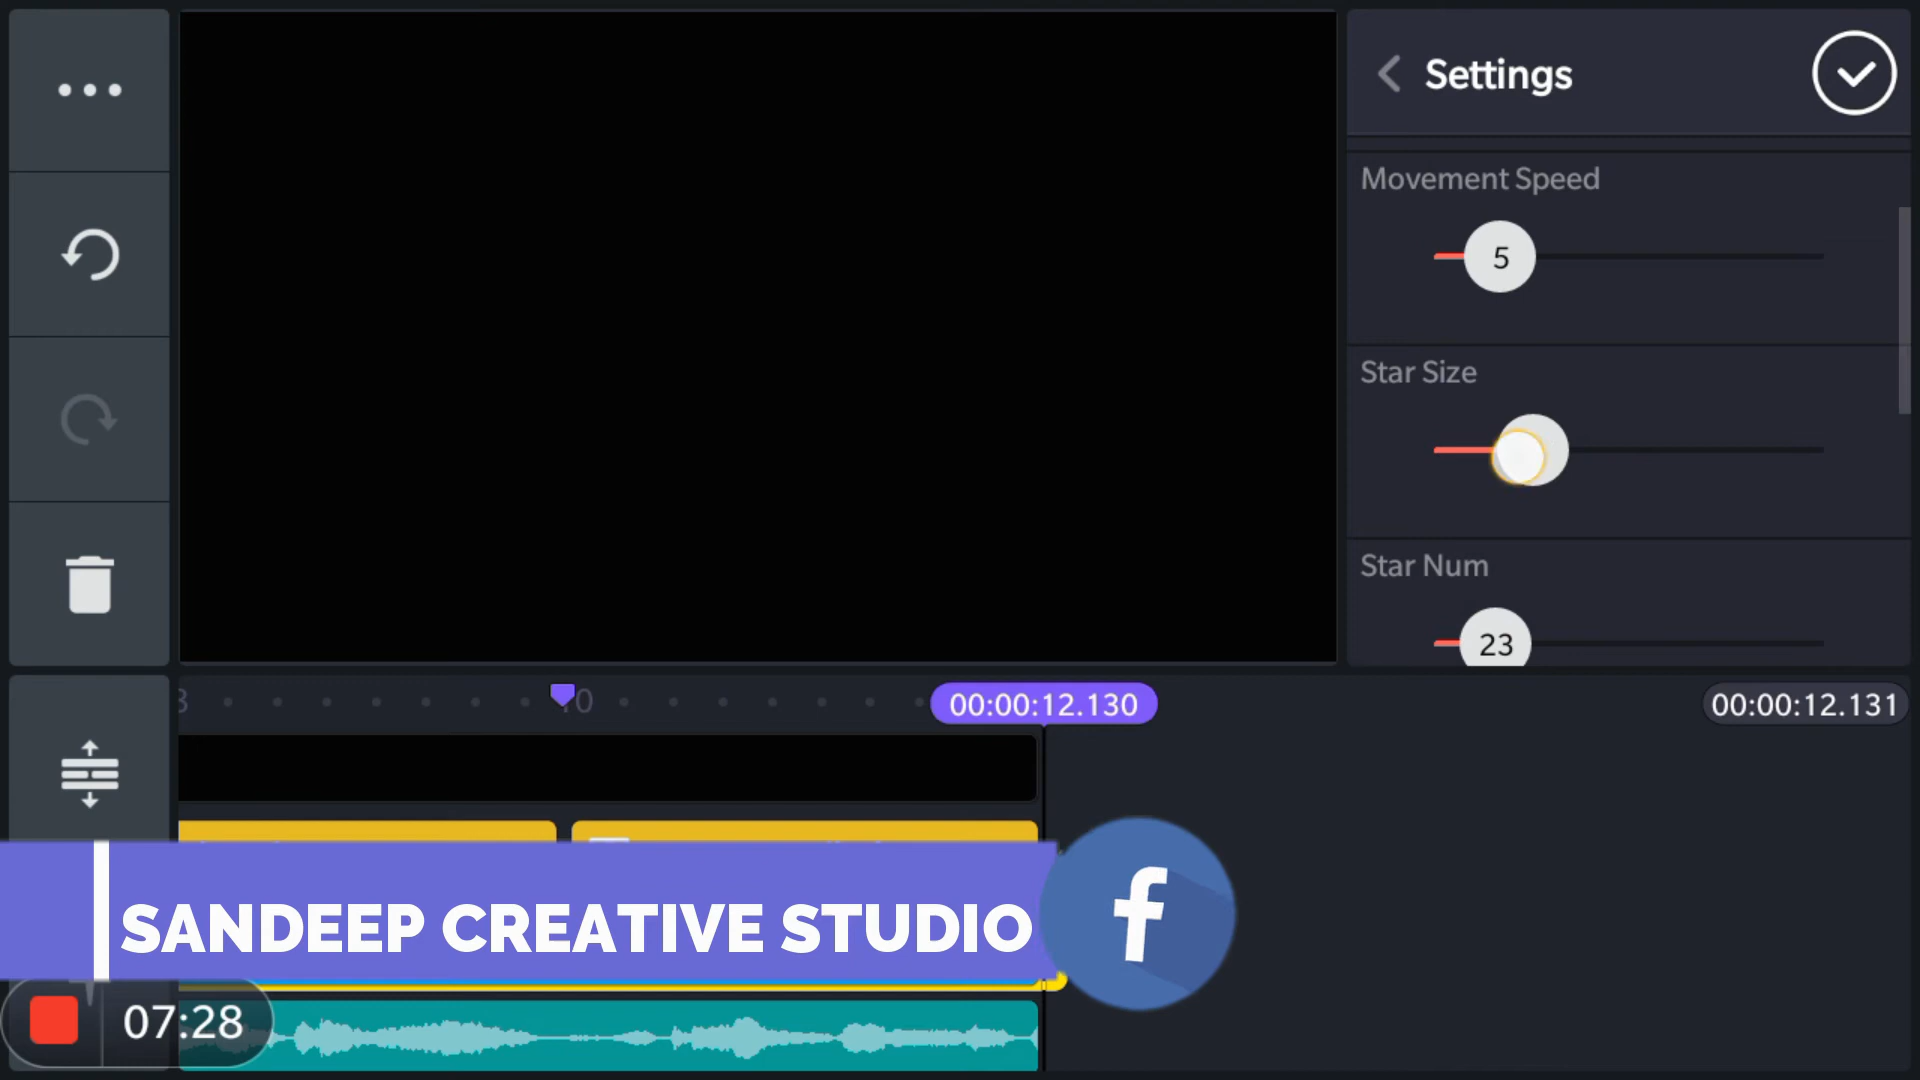 Settings
Movement Speed
5
Star Size
Star Num
23
00:00:12.130
00:00:12.131
SANDEEP CREATIVE STUDIO
f
07:28